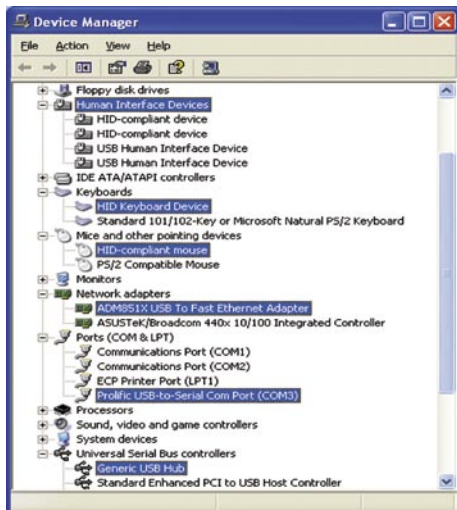 Device Manager
File Action View Help
Floppy disk drives
Human Interface Devices
HID-compliant device
HID-compliant device
USB Human Interface Device
USB Human Interface Device
IDE ATA/ATAPI controllers
Keyboards
HID Keyboard Device
Standard 101/102-Key or Microsoft Natural PS/2 Keyboard
Mice and other pointing devices
HID-compliant mouse
PS/2 Compatible Mouse
Monitors
Network adapters
ADM851X USB To Fast Ethernet Adapter
ASUSTeK/Broadcom 440x 10/100 Integrated Controller
Ports (COM & LPT)
Communications Port (COM1)
Communications Port (COM2)
ECP Printer Port (LPT1)
Prolific USB-to-Serial Com Port (COM3)
Processors
Sound, video and game controllers
System devices
Universal Serial Bus controllers
Generic USB Hub
Standard Enhanced PCI to USB Host Controller